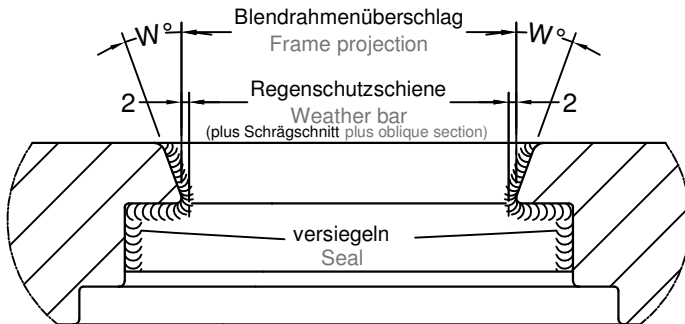 Blendrahmenüberschlag
W° Frame projection W°
Regenschutzschiene
2 Weather bar 2
(plus Schrägschnitt plus oblique section)
versiegeln
Seal